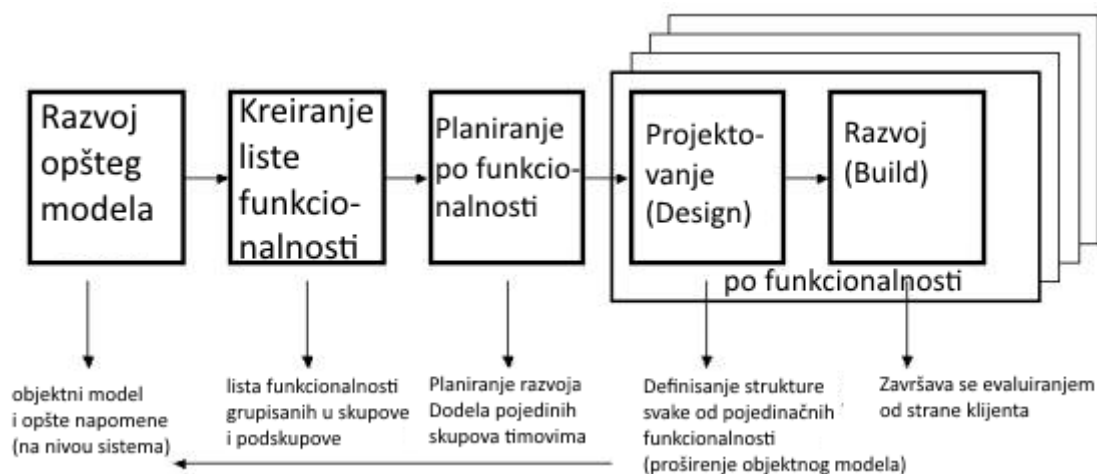 Razvoj
opšteg
modela
Kreiranje
liste
funkcio-
nalnosti
Planiranje
po funkcio-
nalnosti
Projekto-
vanje
(Design)
Razvoj
(Build)
po funkcionalnosti
objektni model
i opšte napomene
(na nivou sistema)
lista funkcionalnosti
grupisanih u skupove
i podskupove
Planiranje razvoja
Dodela pojedinih
skupova timovima
Definisanje strukture
svake od pojedinačnih
funkcionalnosti
(proširenje objektnog modela)
Završava se evaluiranjem
od strane klijenta